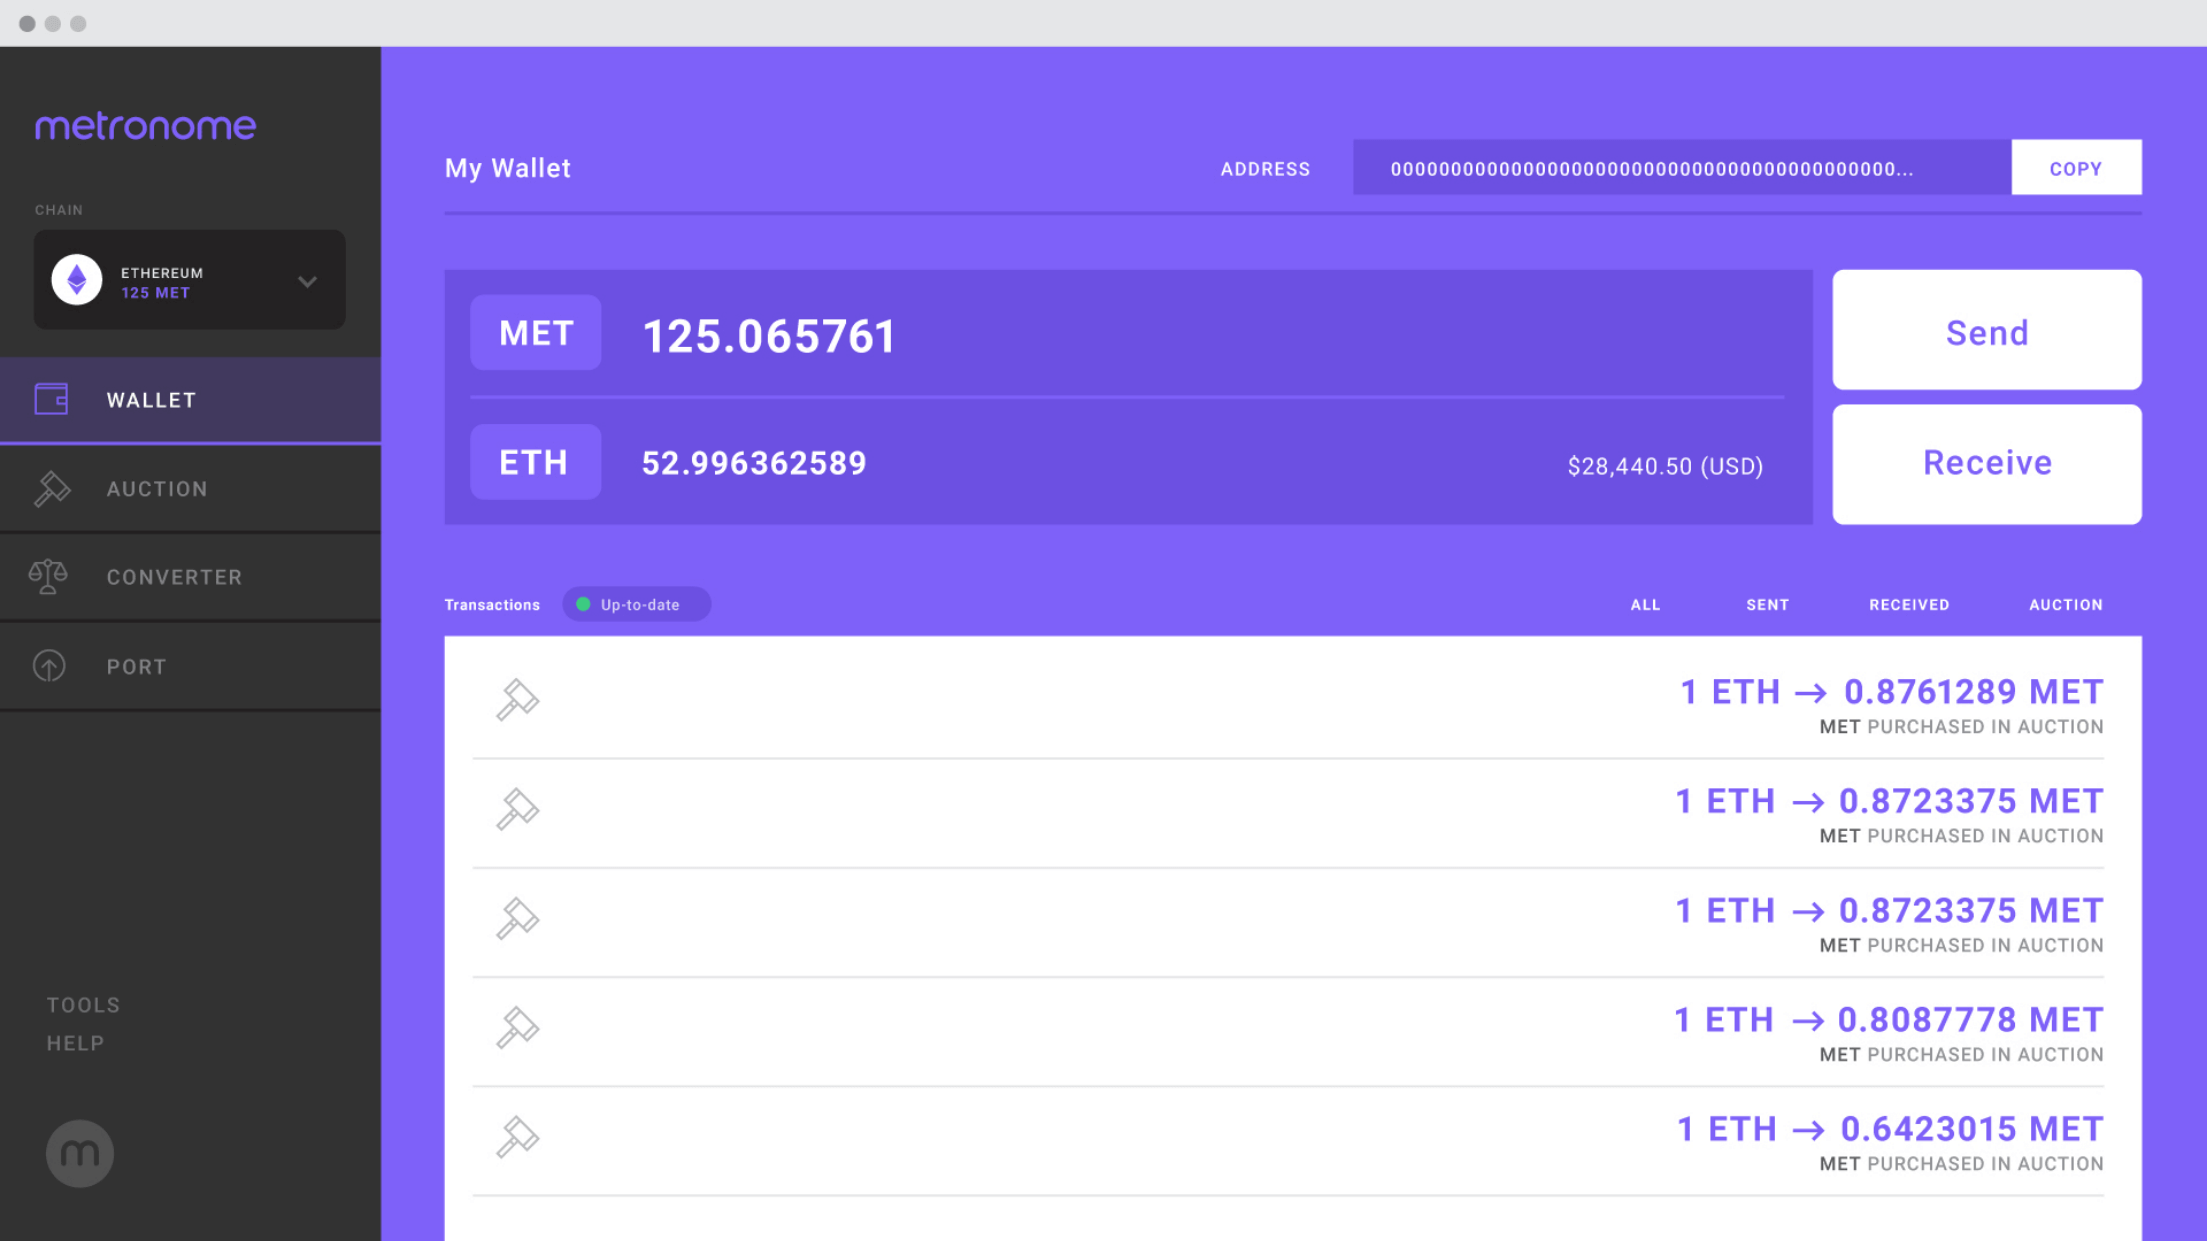 metronome
CHAIN
ETHEREUM
125 MET
WALLET
AUCTION
CONVERTER
PORT
TOOLS
HELP
m
My Wallet
ADDRESS
000000000000000000000000000000000000000000...
COPY
MET
125.065761
ETH
52.996362589
$28,440.50 (USD)
Send
Receive
Transactions
Up-to-date
ALL
SENT
RECEIVED
AUCTION
1 ETH → 0.8761289 MET
MET PURCHASED IN AUCTION
1 ETH → 0.8723375 MET
MET PURCHASED IN AUCTION
1 ETH → 0.8723375 MET
MET PURCHASED IN AUCTION
1 ETH → 0.8087778 MET
MET PURCHASED IN AUCTION
1 ETH → 0.6423015 MET
MET PURCHASED IN AUCTION